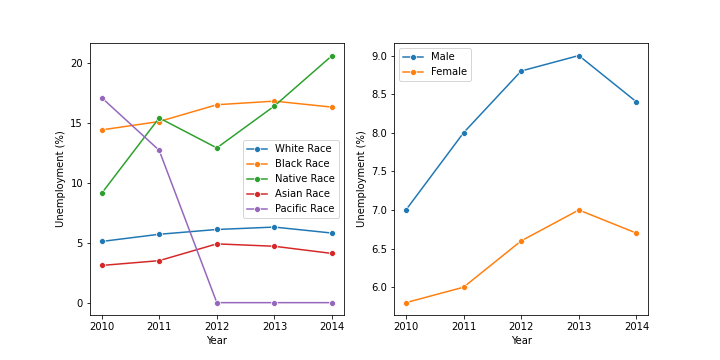 Unemployment (%)
20
15
10
5
0
2010 2011 2012 2013 2014
Year
White Race
Black Race
Native Race
Asian Race
Pacific Race
Unemployment (%)
9.0
8.5
8.0
7.5
7.0
6.5
6.0
2010 2011 2012 2013 2014
Year
Male
Female